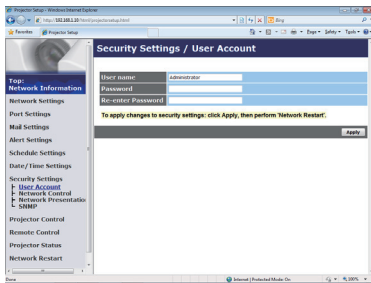 Projector Setup - Windows Internet Explorer
http://192.168.1.10/html/projectorsetup.html
Bing
Favorites
Projector Setup
Page
Safety
Tools
Security Settings / User Account
Top:
Network Information
Network Settings
Port Settings
Mail Settings
Alert Settings
Schedule Settings
Date/Time Settings
Security Settings
User Account
Network Control
Network Presentatio
SNMP
Projector Control
Remote Control
Projector Status
Network Restart
User name
Administrator
Password
Re-enter Password
To apply changes to security settings: click Apply, then perform 'Network Restart'.
Apply
Done
Internet | Protected Mode: On
100%